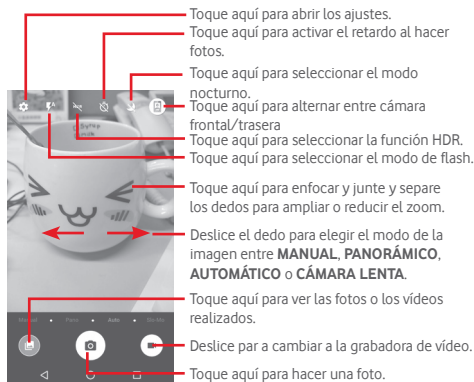 Toque aquí para abrir los ajustes.
Toque aquí para activar el retardo al hacer
fotos.
Toque aquí para seleccionar el modo
nocturno.
Toque aquí para alternar entre cámara
frontal/trasera
Toque aquí para seleccionar la función HDR.
Toque aquí para seleccionar el modo de flash.
Toque aquí para enfocar y junte y separe
los dedos para ampliar o reducir el zoom.
Deslice el dedo para elegir el modo de la
imagen entre MANUAL, PANORÁMICO,
AUTOMÁTICO o CÁMARA LENTA.
Manual Pano Auto
Toque aquí para ver las fotos o los vídeos
realizados.
Deslice par a cambiar a la grabadora de vídeo.
Toque aquí para hacer una foto.